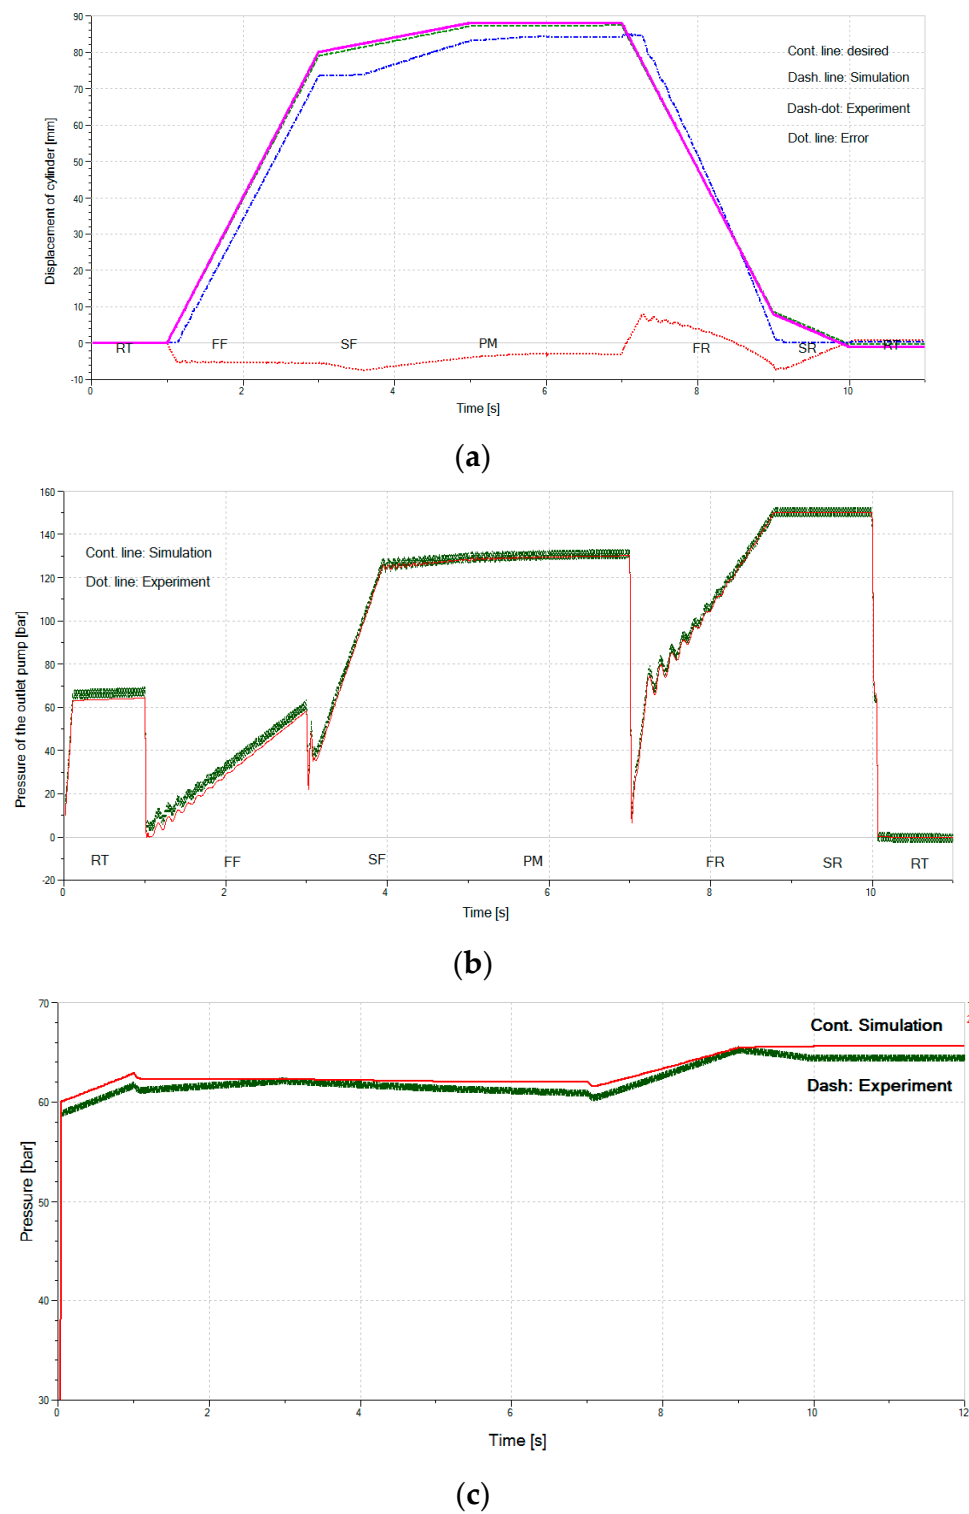 90
80
70
60
50
40
30
20
10
0
-10
Displacement of cylinder [mm]
Cont. line: desired
Dash. line: Simulation
Dash-dot: Experiment
Dot. line: Error
RT FF SF PM FR SR RT
0 2 4 6 8 10
Time [s]
(a)
160
140
120
100
80
60
40
20
0
-20
Pressure of the outlet pump [bar]
Cont. line: Simulation
Dot. line: Experiment
RT FF SF PM FR SR RT
0 2 4 6 8 10
Time [s]
(b)
70
60
50
40
30
Pressure [bar]
Cont. Simulation
Dash: Experiment
0 2 4 6 8 10 12
Time [s]
(c)